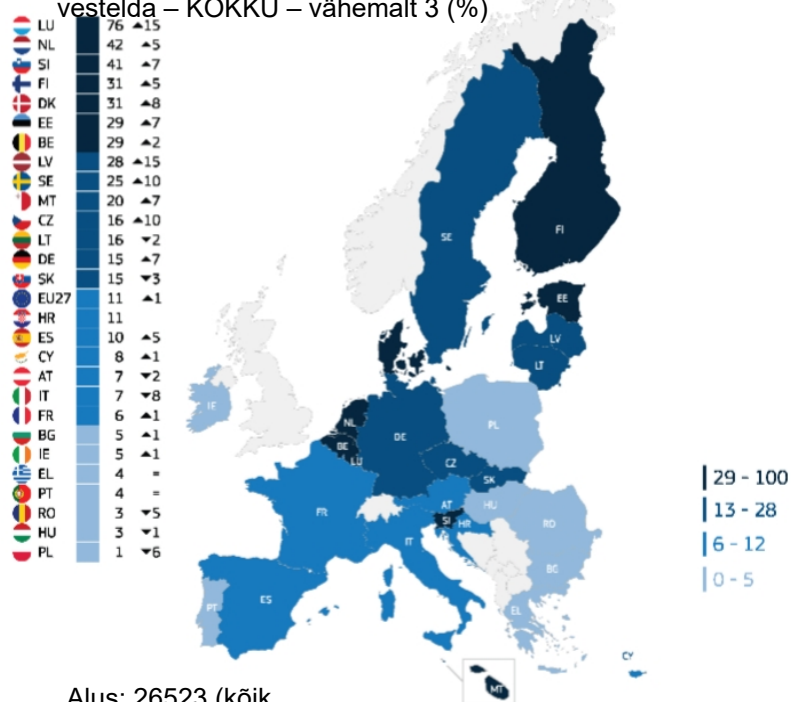 vestelda – KOKKU – vähemalt 3 (%)
LU 76 ▲15
NL 42 ▲5
SI 41 ▲7
FI 31 ▲5
DK 31 ▲8
EE 29 ▲7
BE 29 ▲2
LV 28 ▲15
SE 25 ▲10
MT 20 ▲7
CZ 16 ▲10
LT 16 ▼2
DE 15 ▲7
SK 15 ▼3
EU27 11 ▲1
HR 11
ES 10 ▲5
CY 8 ▲1
AT 7 ▼2
IT 7 ▼8
FR 6 ▲1
BG 5 ▲1
IE 5 ▲1
EL 4 =
PT 4 =
RO 3 ▼5
HU 3 ▼1
PL 1 ▼6
SE
FI
EE
LV
LT
IE
NL
BE
LU
DE
PL
CZ
SK
AT
HU
SI
HR
FR
IT
RO
BG
ES
PT
EL
CY
MT
29 - 100
13 - 28
6 - 12
0 - 5
Alus: 26523 (kõik